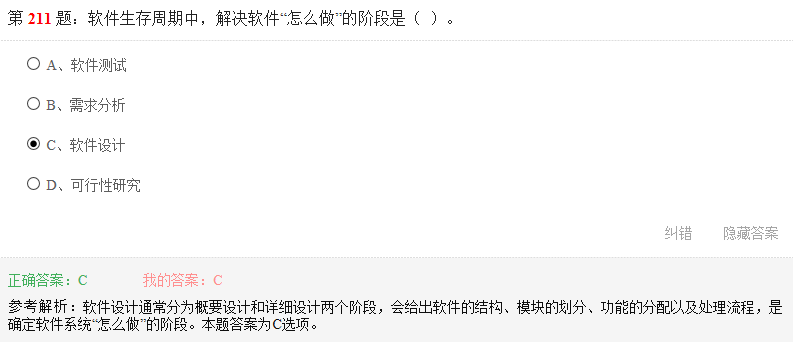 第 211 题：软件生存周期中，解决软件“怎么做”的阶段是（ ）。
A、软件测试
B、需求分析
C、软件设计
D、可行性研究
纠错 隐藏答案
正确答案：C 我的答案：C
参考解析：软件设计通常分为概要设计和详细设计两个阶段，会给出软件的结构、模块的划分、功能的分配以及处理流程，是
确定软件系统“怎么做”的阶段。本题答案为C选项。